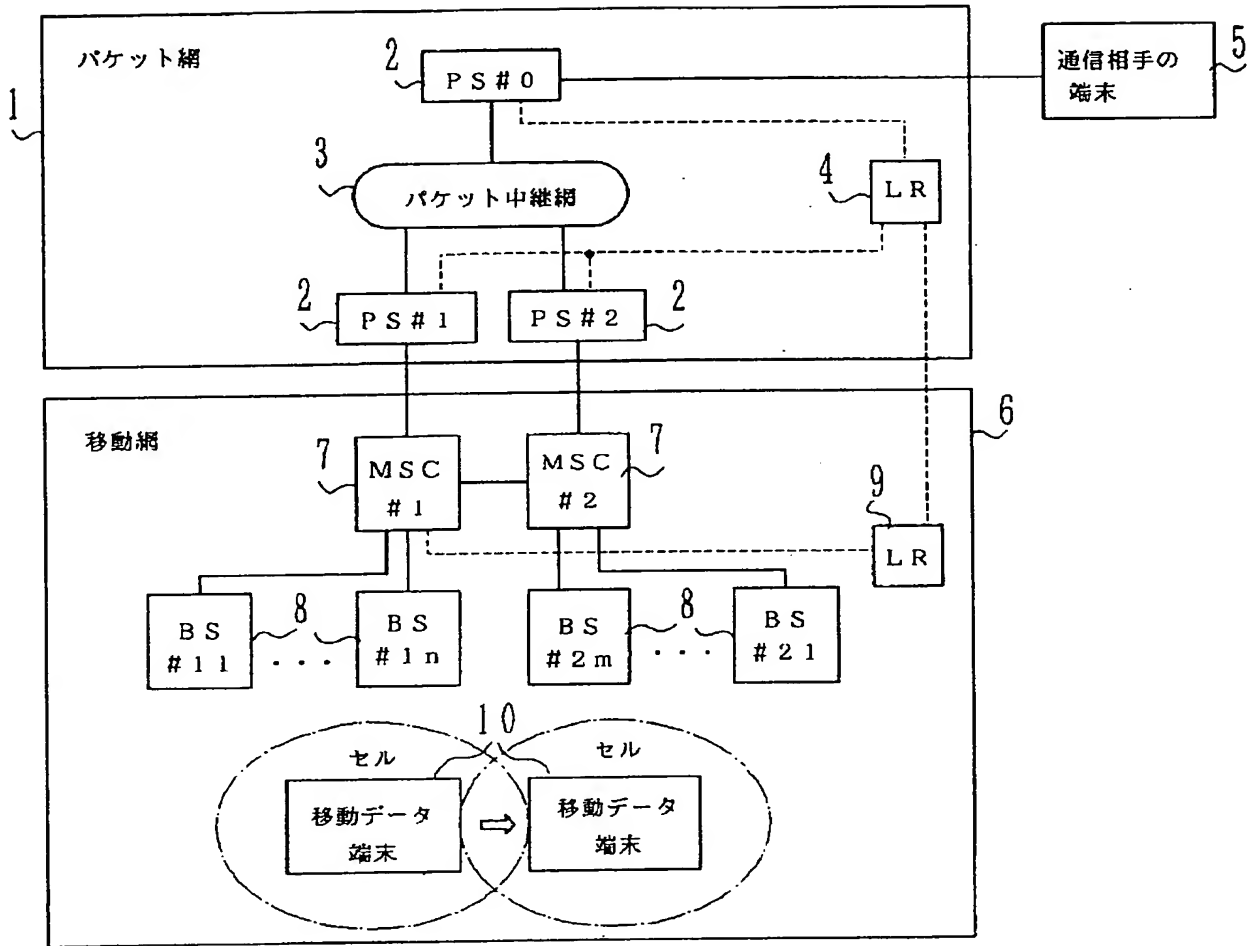 1
パケット網
2
PS#0
通信相手の
端末
5
3
パケット中継網
4
LR
2
PS#1
PS#2
2
移動網
6
7
MSC
#1
MSC
#2
7
9
LR
BS
#11
8
・・・
BS
#1n
BS
#2m
8
・・・
BS
#21
10
セル
セル
移動データ
端末
⇒
移動データ
端末